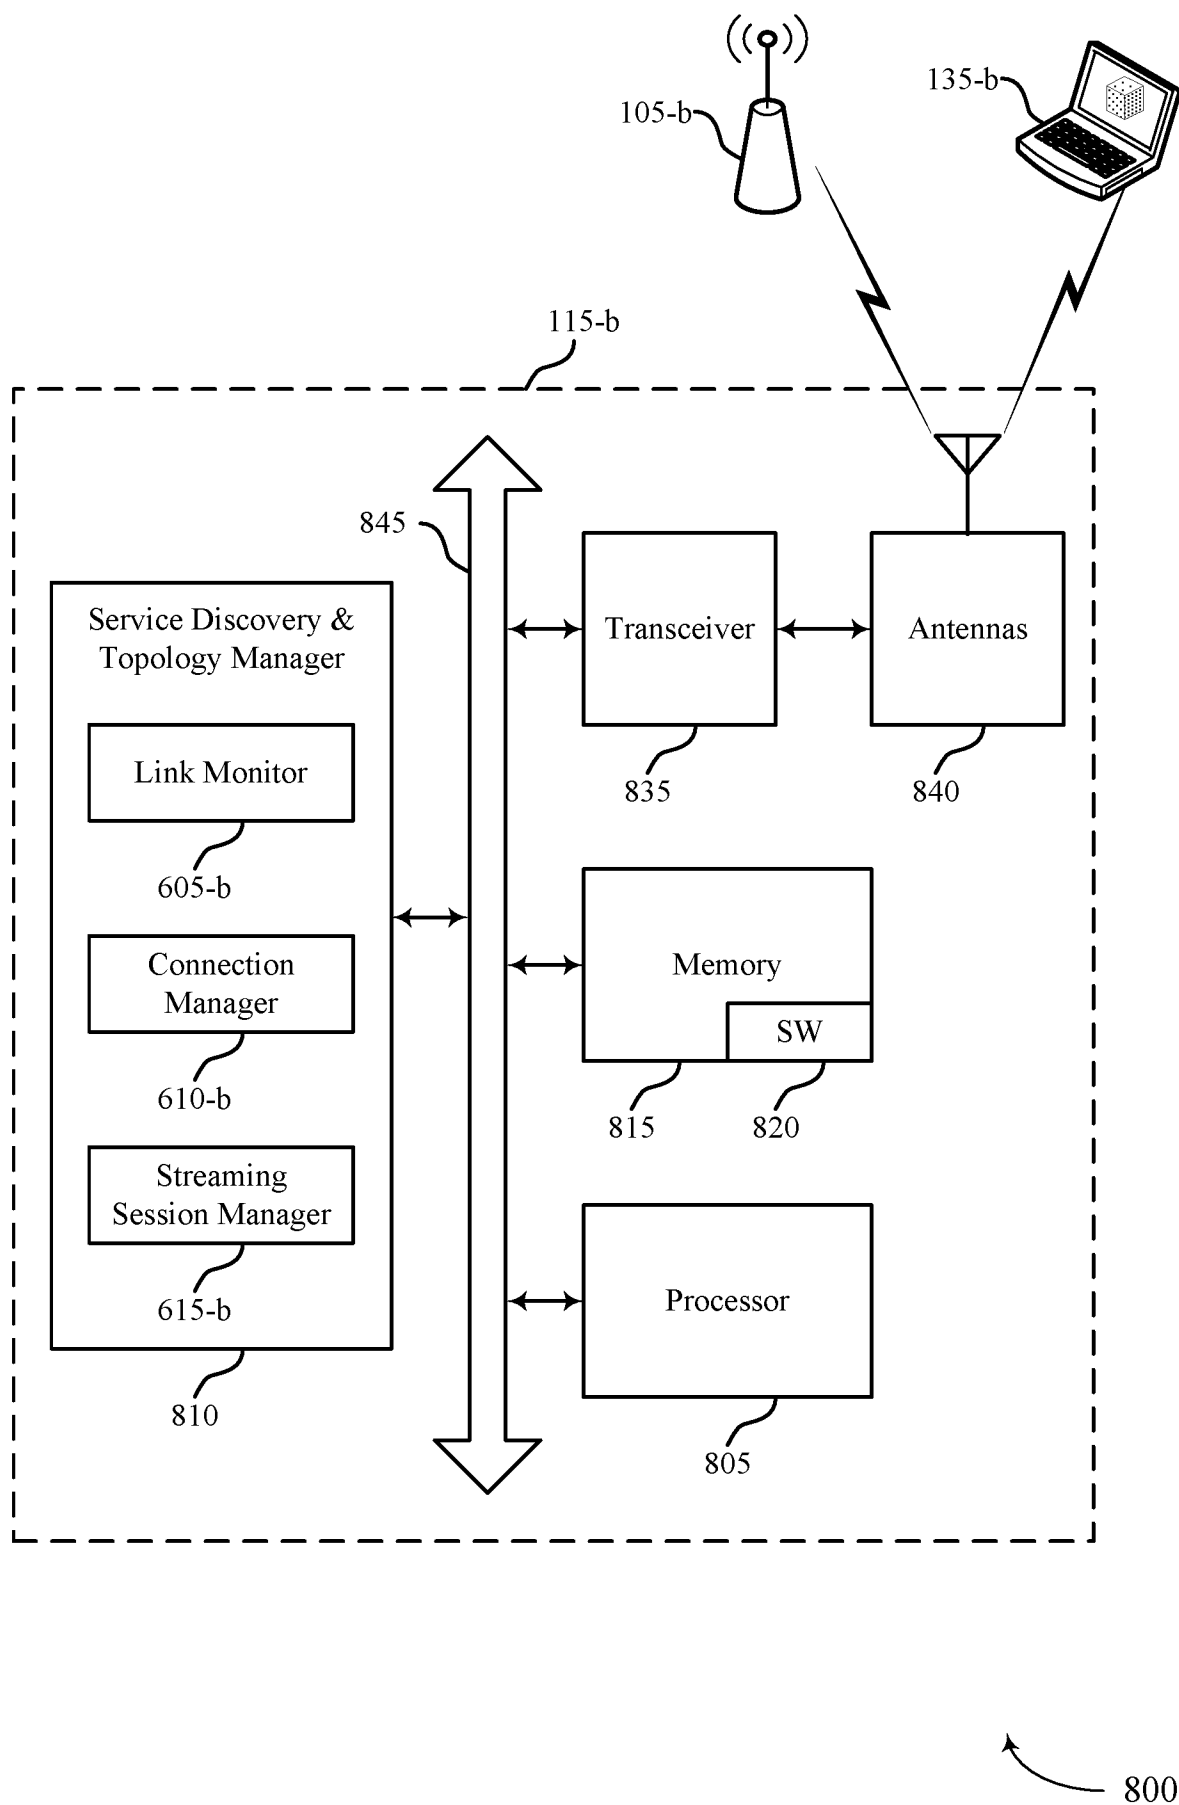 135-b
105-b
115-b
845
Service Discovery &
Topology Manager
Transceiver
Antennas
Link Monitor
835
840
605-b
Connection
Manager
Memory
SW
610-b
815
820
Streaming
Session Manager
615-b
Processor
810
805
800